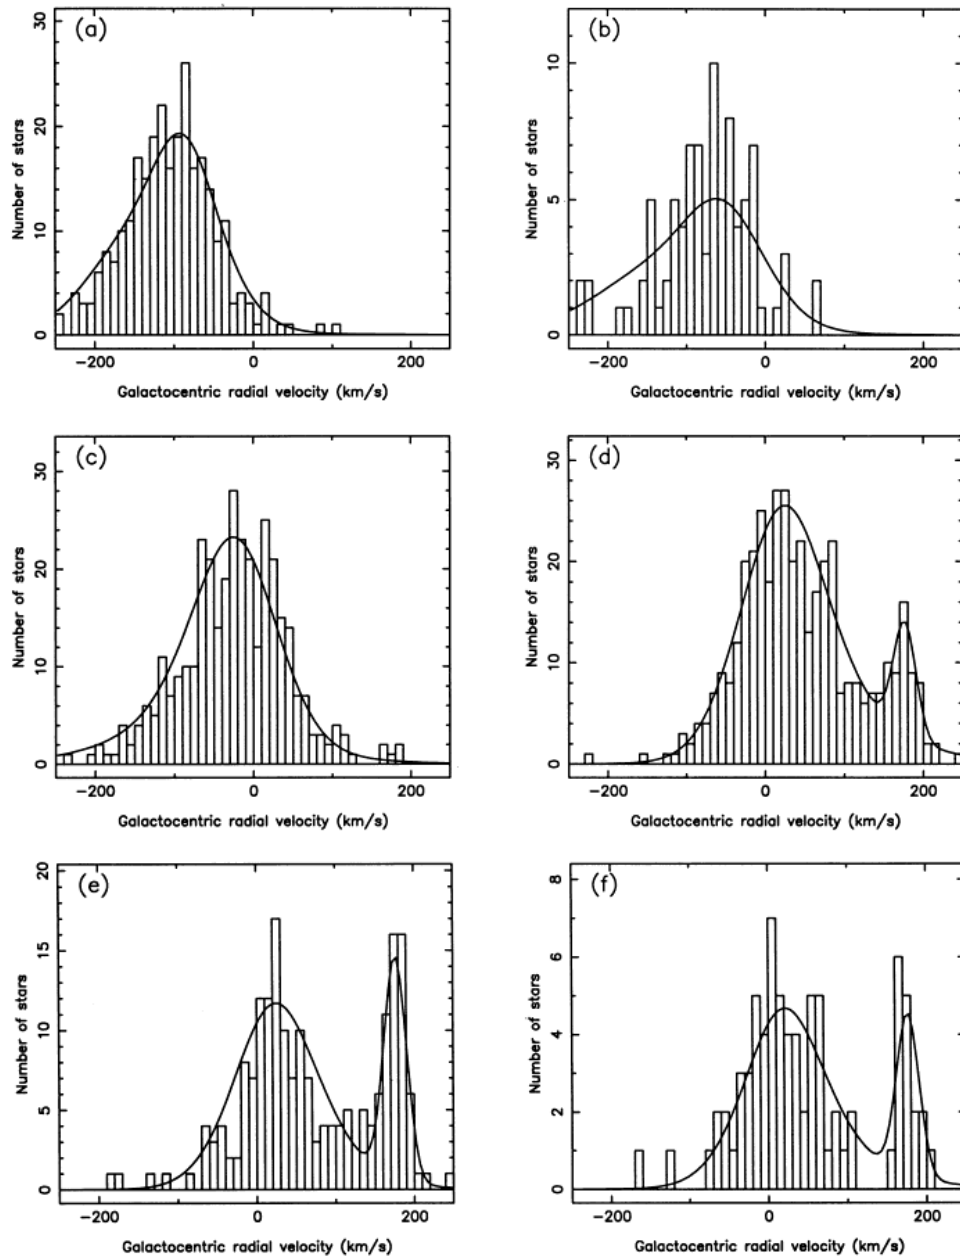 (a)
30
20
10
0
Number of stars
−200 0 200
Galactocentric radial velocity (km/s)
(b)
10
5
0
Number of stars
−200 0 200
Galactocentric radial velocity (km/s)
(c)
30
20
10
0
Number of stars
−200 0 200
Galactocentric radial velocity (km/s)
(d)
30
20
10
0
Number of stars
−200 0 200
Galactocentric radial velocity (km/s)
(e)
20
15
10
5
0
Number of stars
−200 0 200
Galactocentric radial velocity (km/s)
(f)
8
6
4
2
0
Number of stars
−200 0 200
Galactocentric radial velocity (km/s)